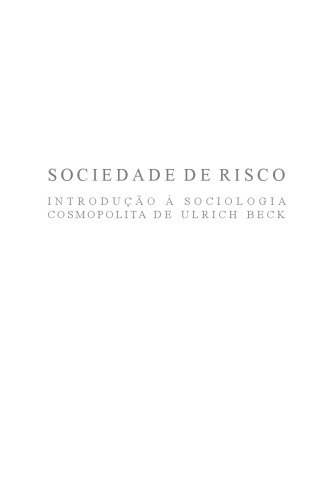 SOCIEDADE DE RISCO
INTRODUÇÃO À SOCIOLOGIA
COSMOPOLITA DE ULRICH BECK